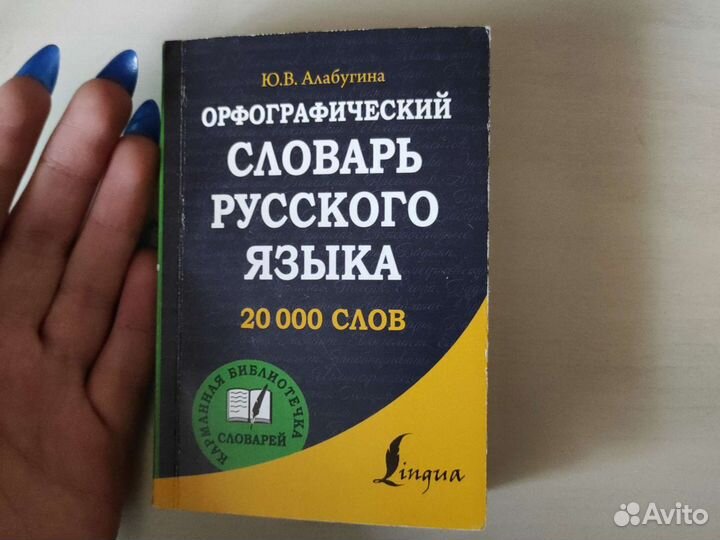 Ю.В. Алабугина
ОРФОГРАФИЧЕСКИЙ
СЛОВАРЬ
РУССКОГО
ЯЗЫКА
20 000 СЛОВ
КАРМАННАЯ БИБЛИОТЕЧКА
СЛОВАРЕЙ
Lingua
Avito